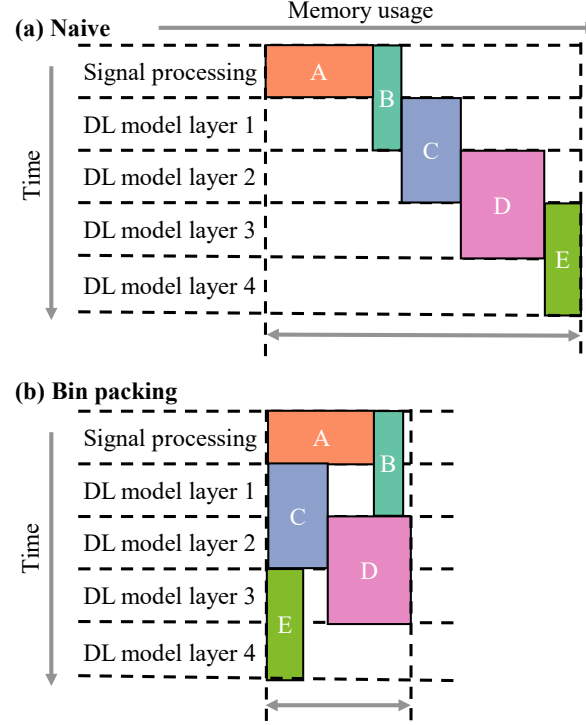 Memory usage
(a) Naive
Time
Signal processing
A
B
DL model layer 1
C
DL model layer 2
D
DL model layer 3
E
DL model layer 4
(b) Bin packing
Time
Signal processing
A
B
DL model layer 1
C
DL model layer 2
D
DL model layer 3
E
DL model layer 4